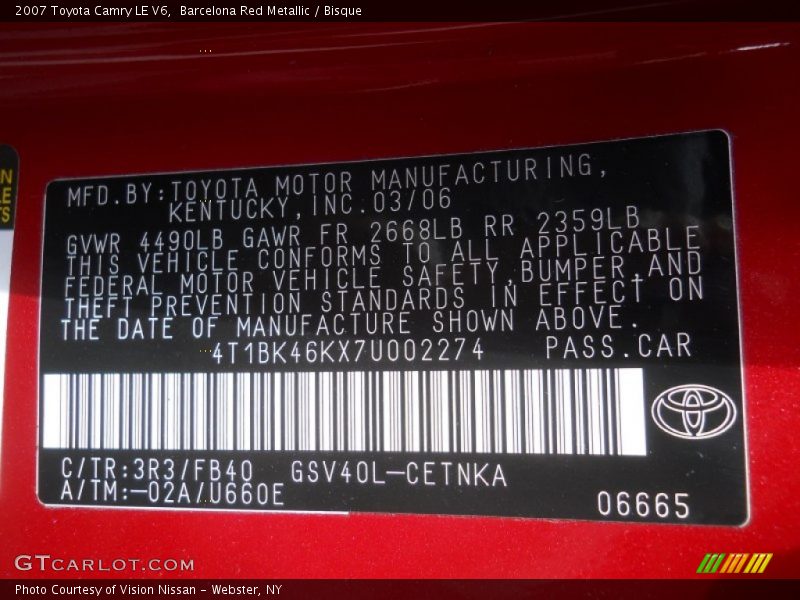 2007 Toyota Camry LE V6,  Barcelona Red Metallic / Bisque
MFD.BY:TOYOTA MOTOR MANUFACTURING,
KENTUCKY,INC.03/06
GVWR 4490LB GAWR FR 2668LB RR 2359LB
THIS VEHICLE CONFORMS TO ALL APPLICABLE
FEDERAL MOTOR VEHICLE SAFETY,BUMPER,AND
THEFT PREVENTION STANDARDS IN EFFECT ON
THE DATE OF MANUFACTURE SHOWN ABOVE.
4T1BK46KX7U002274 PASS.CAR
C/TR:3R3/FB40 GSV40L-CETNKA
A/TM:-02A/U660E
06665
GTCARLOT.COM
Photo Courtesy of Vision Nissan - Webster, NY